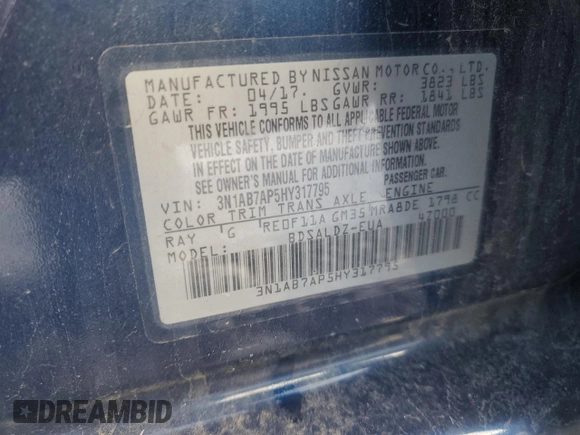 MANUFACTURED BY NISSAN MOTOR CO., LTD.
DATE: 04/17. GVWR: 3823 LBS
GAWR FR: 1995 LBS GAWR RR: 1841 LBS
THIS VEHICLE CONFORMS TO ALL APPLICABLE FEDERAL MOTOR
VEHICLE SAFETY, BUMPER AND THEFT PREVENTION STANDARDS
IN EFFECT ON THE DATE OF MANUFACTURE SHOWN ABOVE.
SEE OWNER'S MANUAL FOR ADDITIONAL INFORMATION.
VIN: 3N1AB7AP5HY317795 PASSENGER CAR.
COLOR TRIM TRANS AXLE ENGINE
RAY 'G RE0F11A GM35 MRA8DE 1798 CC
MODEL: BDSALDZ-EUA 47000
3N1AB7AP5HY317795
DREAMBID